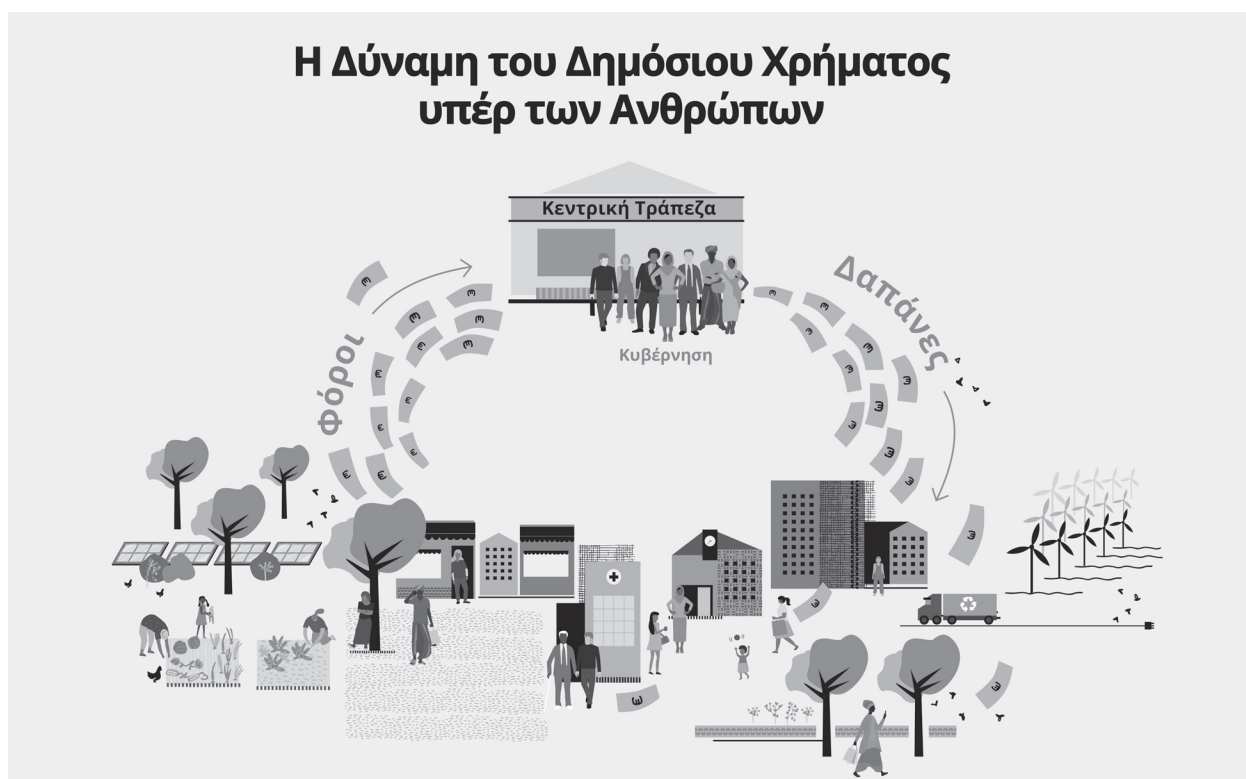 Η Δύναμη του Δημόσιου Χρήματος
υπέρ των Ανθρώπων
Κεντρική Τράπεζα
Δαπάνες
Φόροι
Κυβέρνηση